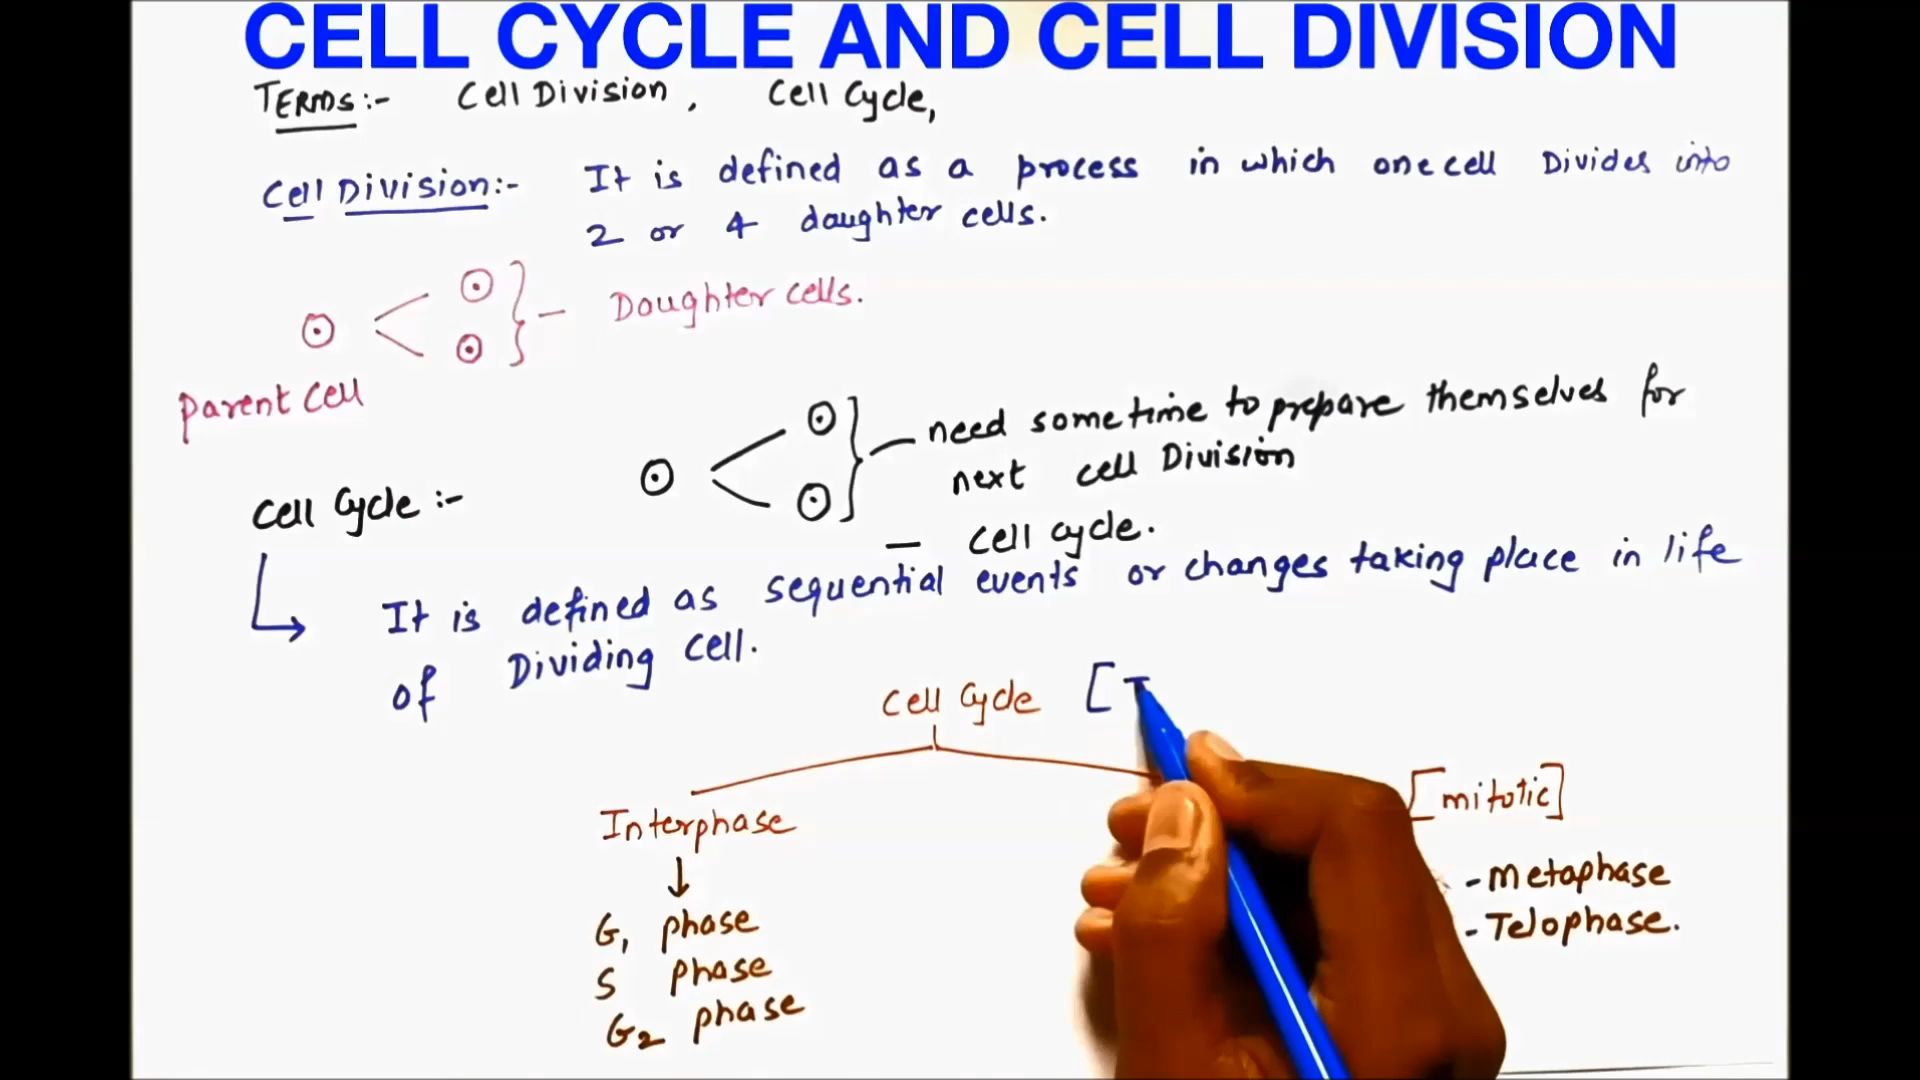 CELL CYCLE AND CELL DIVISION
TERMS:- Cell Division, Cell Cycle,
Cell Division:- It is defined as a process in which one cell Divides into
2 or 4 daughter cells.
Daughter cells.
Parent cell
need sometime to prepare themselves for
next cell Division
Cell Cycle:-
- cell cycle.
It is defined as sequential events or changes taking place in life
of Dividing cell.
Cell Cycle [
Interphase
[mitotic]
G1 phase
S phase
G2 phase
- Metaphase
- Telophase.